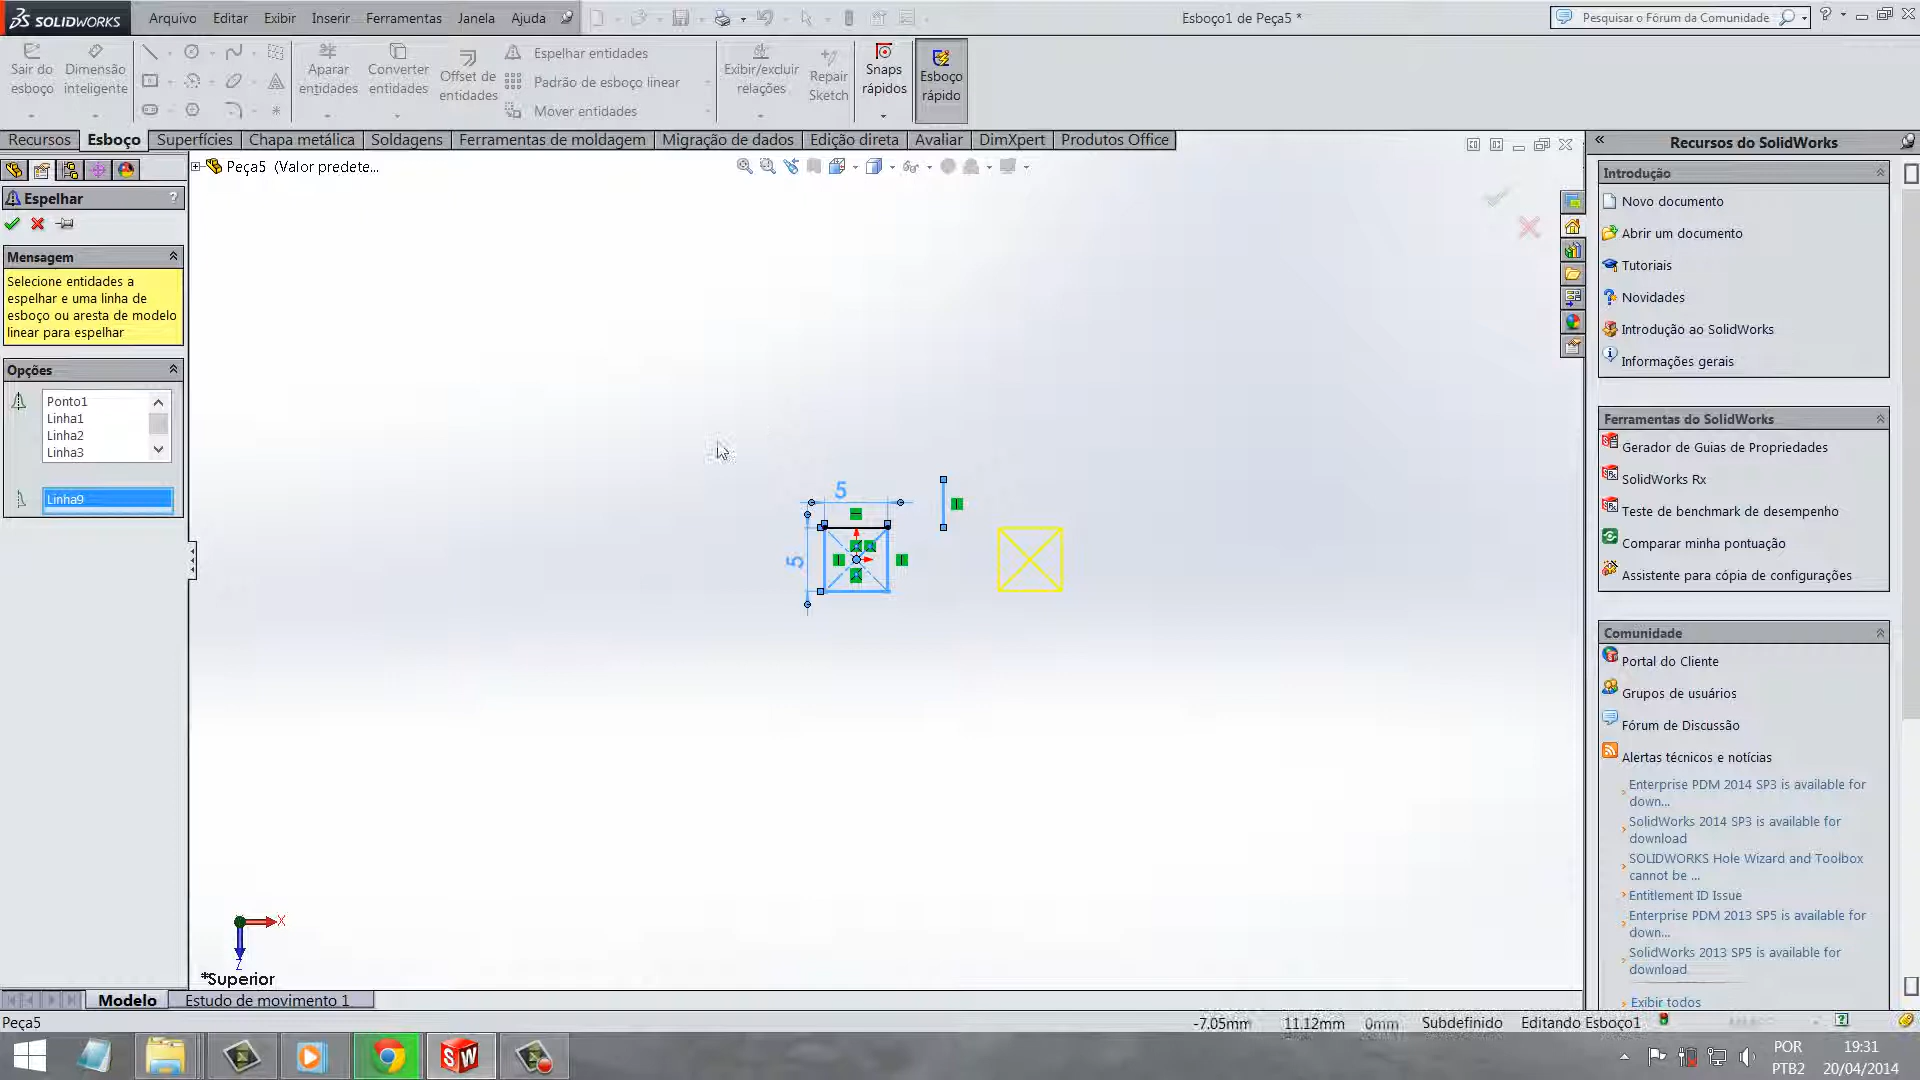 SOLIDWORKS
Arquivo
Editar
Exibir
Inserir
Ferramentas
Janela
Ajuda
Esboço1 de Peça5 *
Pesquisar o Fórum da Comunidade
Sair do
esboço
Dimensão
inteligente
Aparar
entidades
Converter
entidades
Offset de
entidades
Espelhar entidades
Padrão de esboço linear
Mover entidades
Exibir/excluir
relações
Repair
Sketch
Snaps
rápidos
Esboço
rápido
Recursos
Esboço
Superfícies
Chapa metálica
Soldagens
Ferramentas de moldagem
Migração de dados
Edição direta
Avaliar
DimXpert
Produtos Office
Peça5 (Valor predete...
Espelhar
?
Mensagem
Selecione entidades a
espelhar e uma linha de
esboço ou aresta de modelo
linear para espelhar
Opções
Ponto1
Linha1
Linha2
Linha3
Linha9
5
5
X
Z
*Superior
Recursos do SolidWorks
Introdução
Novo documento
Abrir um documento
Tutoriais
Novidades
Introdução ao SolidWorks
Informações gerais
Ferramentas do SolidWorks
Gerador de Guias de Propriedades
SolidWorks Rx
Teste de benchmark de desempenho
Comparar minha pontuação
Assistente para cópia de configurações
Comunidade
Portal do Cliente
Grupos de usuários
Fórum de Discussão
Alertas técnicos e notícias
Enterprise PDM 2014 SP3 is available for
down...
SolidWorks 2014 SP3 is available for
download
SOLIDWORKS Hole Wizard and Toolbox
cannot be ...
Entitlement ID Issue
Enterprise PDM 2013 SP5 is available for
down...
SolidWorks 2013 SP5 is available for
download
Exibir todos
Modelo
Estudo de movimento 1
Peça5
-7.05mm
11.12mm
0mm
Subdefinido
Editando Esboço1
SW
POR
PTB2
19:31
20/04/2014